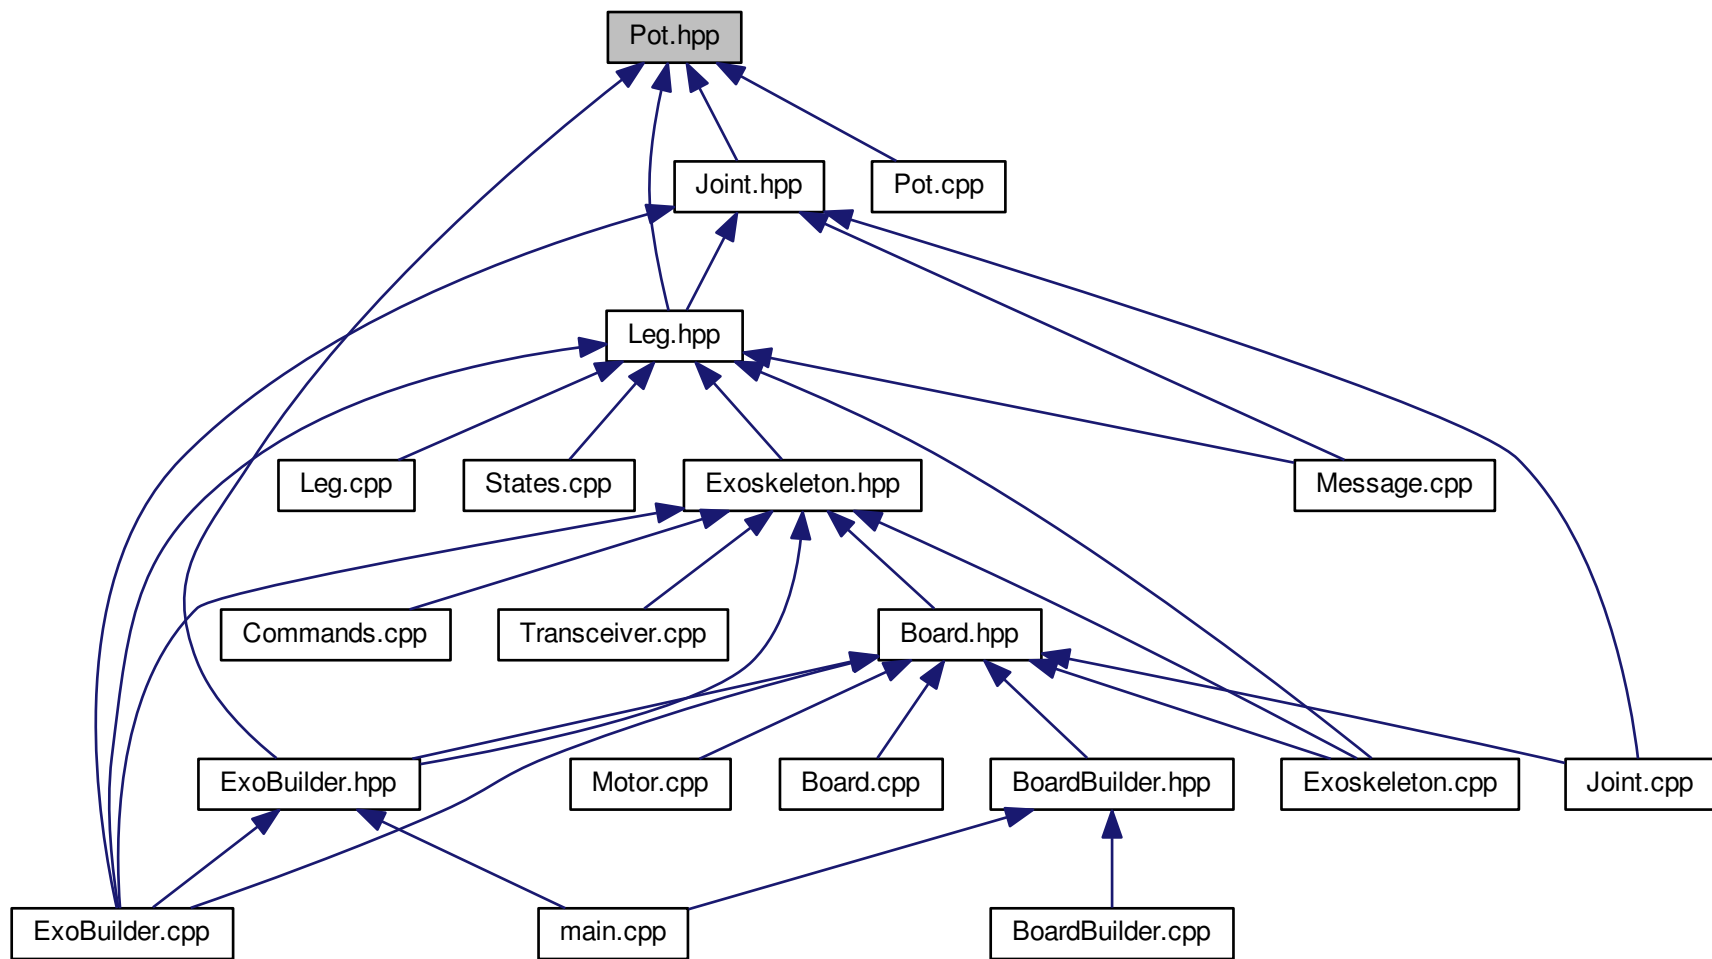 Pot.hpp
Joint.hpp
Pot.cpp
Leg.hpp
Leg.cpp
States.cpp
Exoskeleton.hpp
Message.cpp
Commands.cpp
Transceiver.cpp
Board.hpp
ExoBuilder.hpp
Motor.cpp
Board.cpp
BoardBuilder.hpp
Exoskeleton.cpp
Joint.cpp
ExoBuilder.cpp
main.cpp
BoardBuilder.cpp